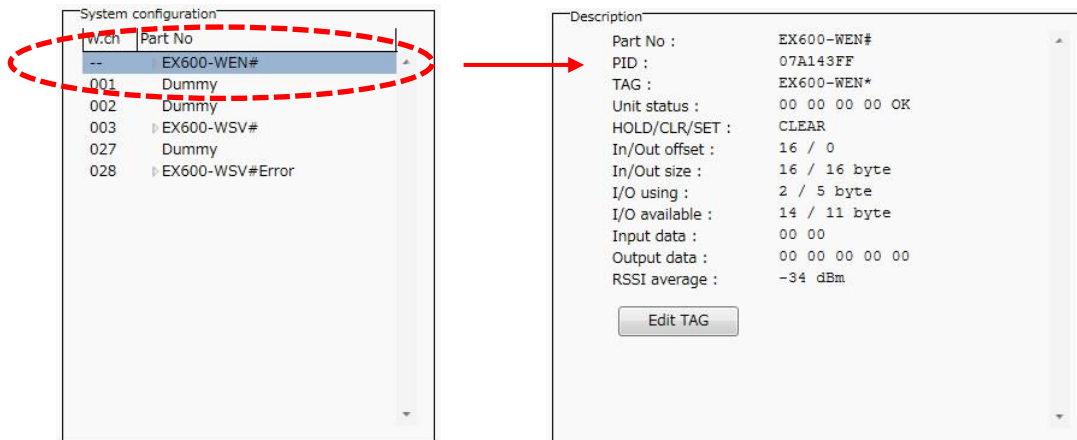 System configuration
W.ch Part No
-- EX600-WEN#
001 Dummy
002 Dummy
003 EX600-WSV#
027 Dummy
028 EX600-WSV#Error
Description
Part No : EX600-WEN#
PID : 07A143FF
TAG : EX600-WEN*
Unit status : 00 00 00 00 OK
HOLD/CLR/SET : CLEAR
In/Out offset : 16 / 0
In/Out size : 16 / 16 byte
I/O using : 2 / 5 byte
I/O available : 14 / 11 byte
Input data : 00 00
Output data : 00 00 00 00 00
RSSI average : -34 dBm
Edit TAG